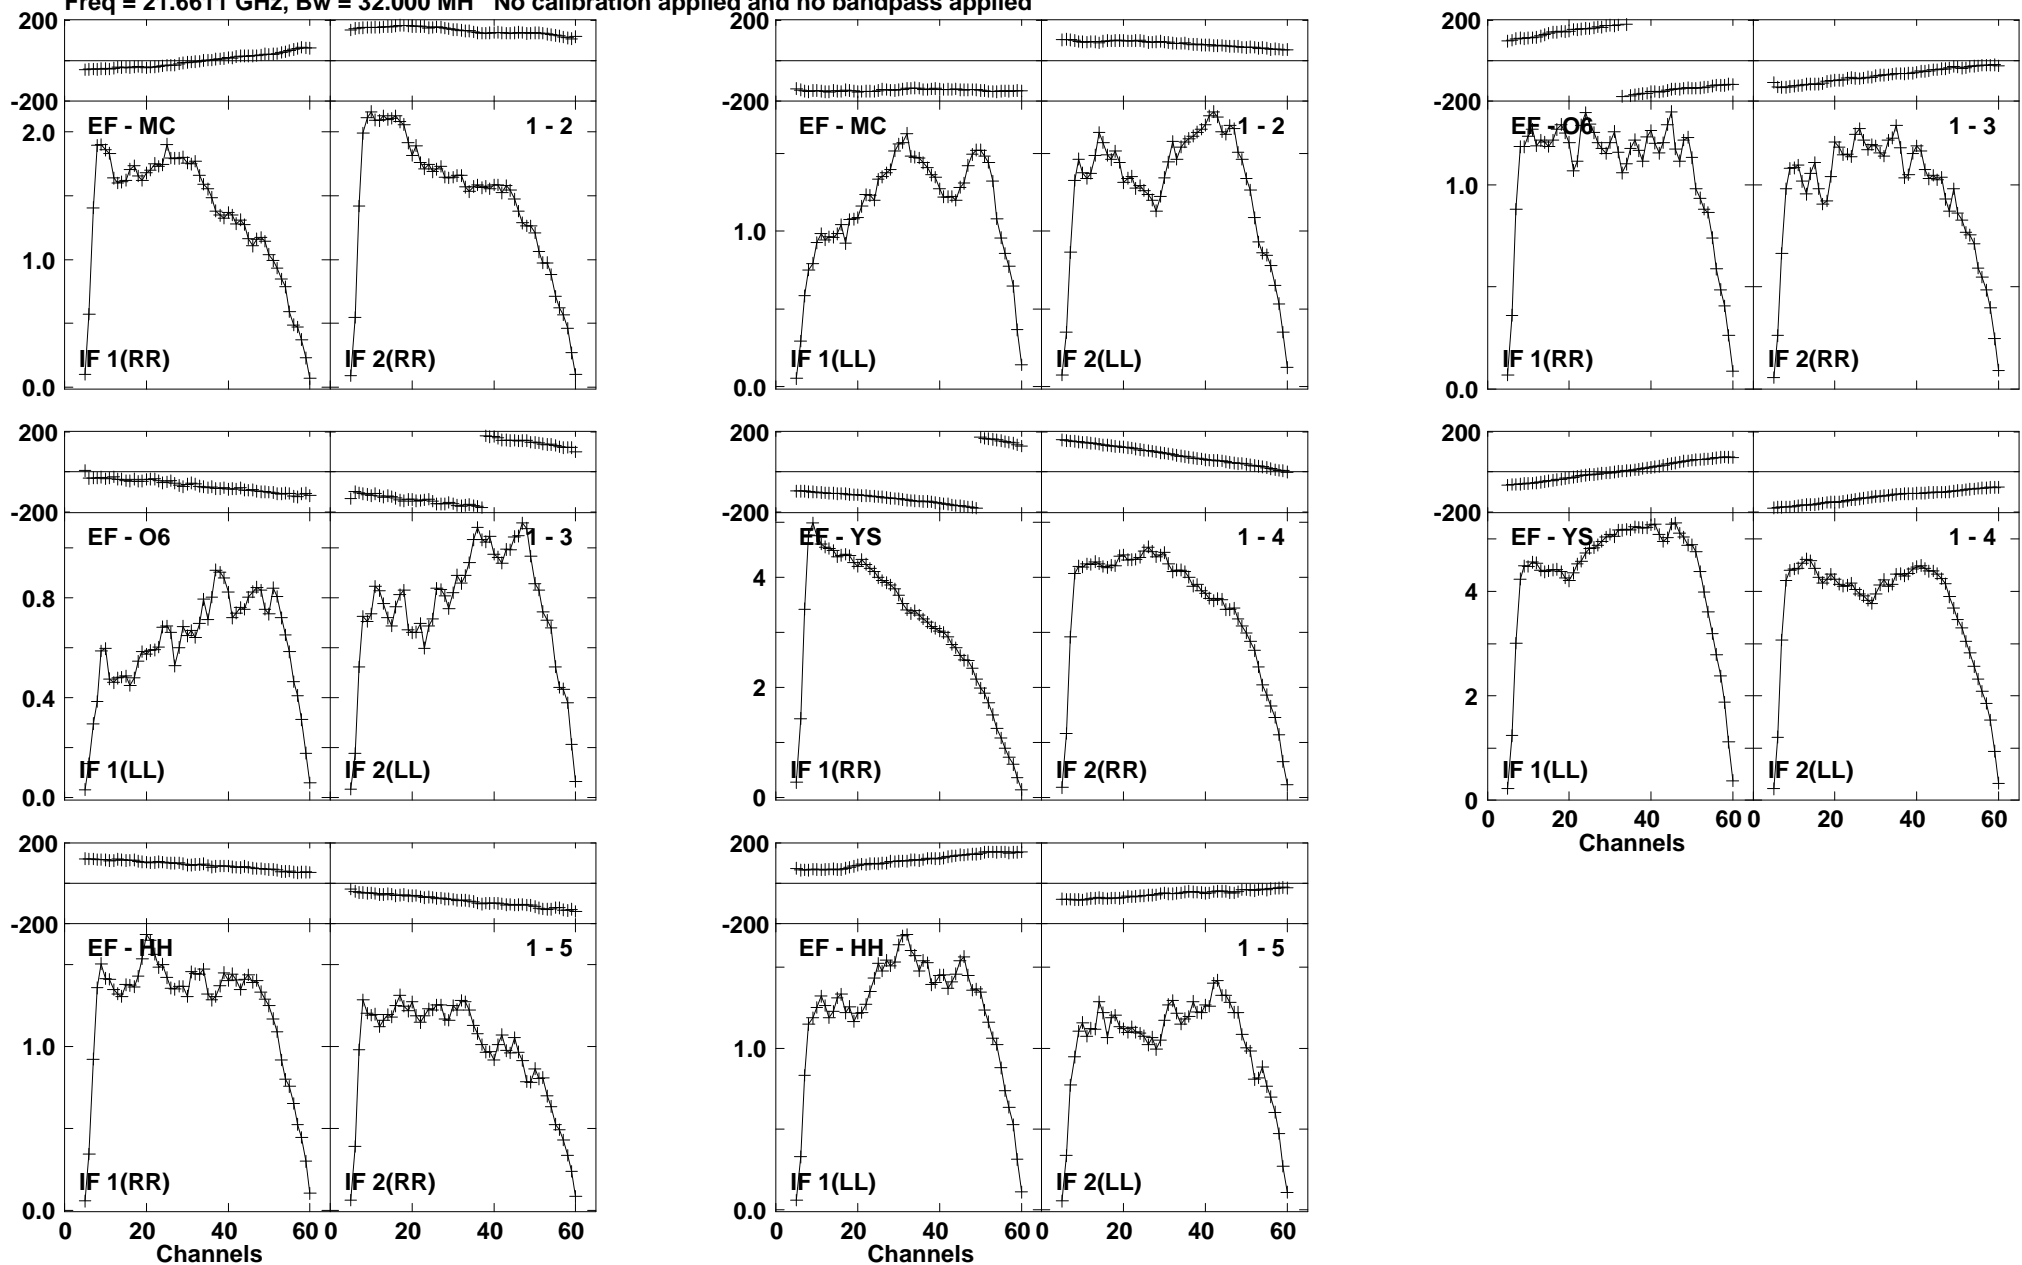 Freq = 21.6611 GHz, Bw = 32.000 MH No calibration applied and no bandpass applied
200
-200
EF - MC 1 - 2
2.0
1.0
IF 1(RR) IF 2(RR)
0.0
-200
EF - MC 1 - 2
1.0
IF 1(LL) IF 2(LL)
0.0
200
-200
EF - O6 1 - 3
1.0
IF 1(RR) IF 2(RR)
0.0
200
-200
EF - O6 1 - 3
0.8
0.4
IF 1(LL) IF 2(LL)
0.0
200
-200
EF - YS 1 - 4
4
2
IF 1(RR) IF 2(RR)
0
200
-200
EF - YS 1 - 4
4
2
IF 1(LL) IF 2(LL)
0
0 20 40 60 0 20 40 60
Channels
200
-200
EF - HH 1 - 5
1.0
IF 1(RR) IF 2(RR)
0.0
0 20 40 60 0 20 40 60
Channels
200
-200
EF - HH 1 - 5
1.0
IF 1(LL) IF 2(LL)
0.0
0 20 40 60 0 20 40 60
Channels